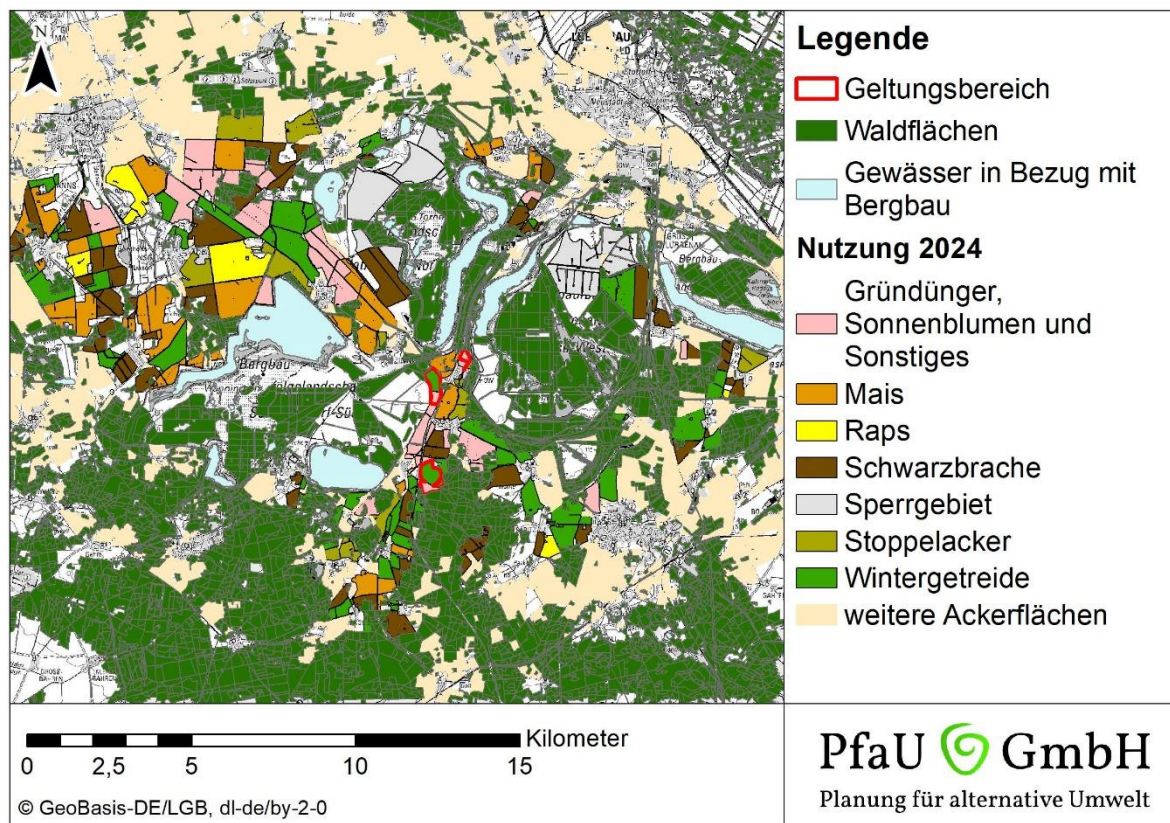 N
Bergbau
Bergbau
Legende
Geltungsbereich
Waldflächen
Gewässer in Bezug mit
Bergbau
Nutzung 2024
Gründünger,
Sonnenblumen und
Sonstiges
Mais
Raps
Schwarzbrache
Sperrgebiet
Stoppelacker
Wintergetreide
weitere Ackerflächen
Kilometer
0 2,5 5 10 15
© GeoBasis-DE/LGB, dl-de/by-2-0
PfaU GmbH
Planung für alternative Umwelt